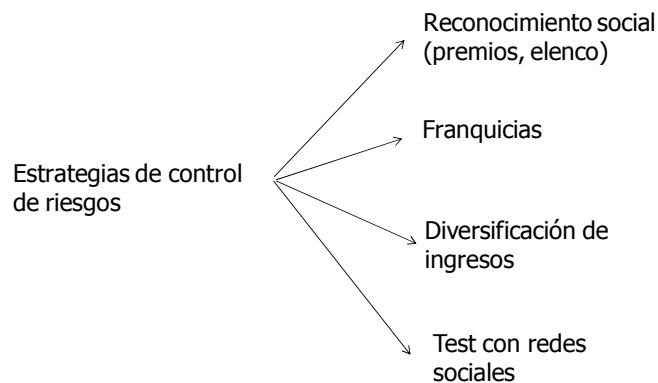 Reconocimiento social
(premios, elenco)
Franquicias
Estrategias de control
de riesgos
Diversificación de
ingresos
Test con redes
sociales